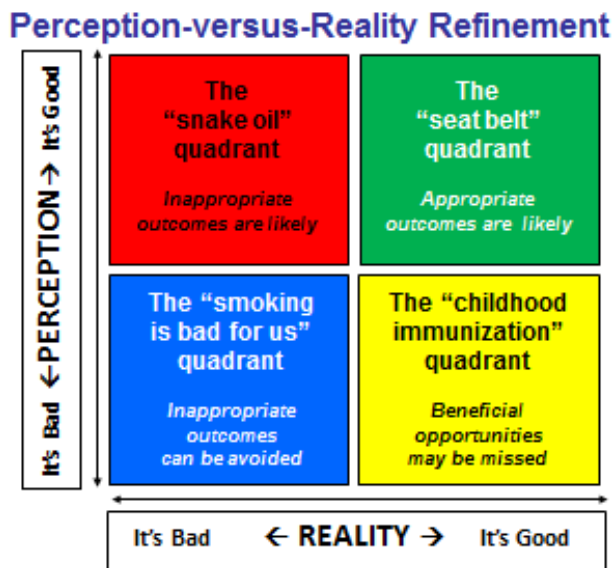 Perception-versus-Reality Refinement
The
"snake oil"
quadrant
Inappropriate
outcomes are likely
The
"seat belt"
quadrant
Appropriate
outcomes are likely
The "smoking
is bad for us"
quadrant
Inappropriate
outcomes
can be avoided
The "childhood
immunization"
quadrant
Beneficial
opportunities
may be missed
It's Bad ← PERCEPTION → It's Good
It's Bad ← REALITY → It's Good